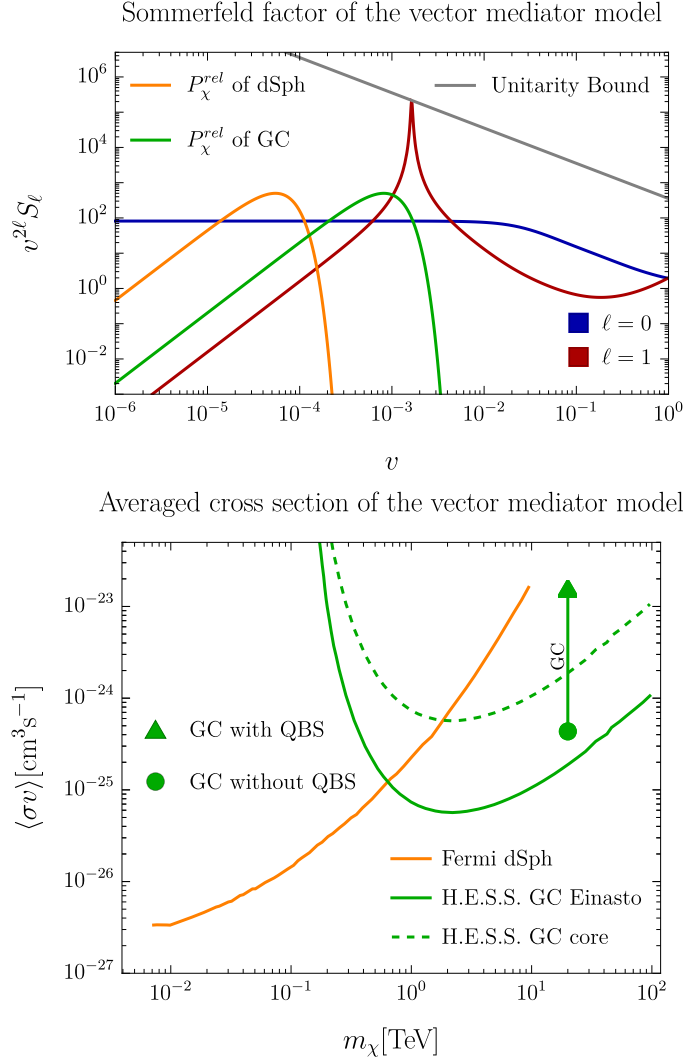 Sommerfeld factor of the vector mediator model
10^6
10^4
10^2
10^0
10^−2
v^{2ℓ}S_ℓ
P_χ^{rel} of dSph
Unitarity Bound
P_χ^{rel} of GC
ℓ = 0
ℓ = 1
10^−6 10^−5 10^−4 10^−3 10^−2 10^−1 10^0
v
Averaged cross section of the vector mediator model
10^−23
10^−24
10^−25
10^−26
10^−27
⟨σv⟩[cm^3s^−1]
GC
GC with QBS
GC without QBS
Fermi dSph
H.E.S.S. GC Einasto
H.E.S.S. GC core
10^−2 10^−1 10^0 10^1 10^2
m_χ[TeV]